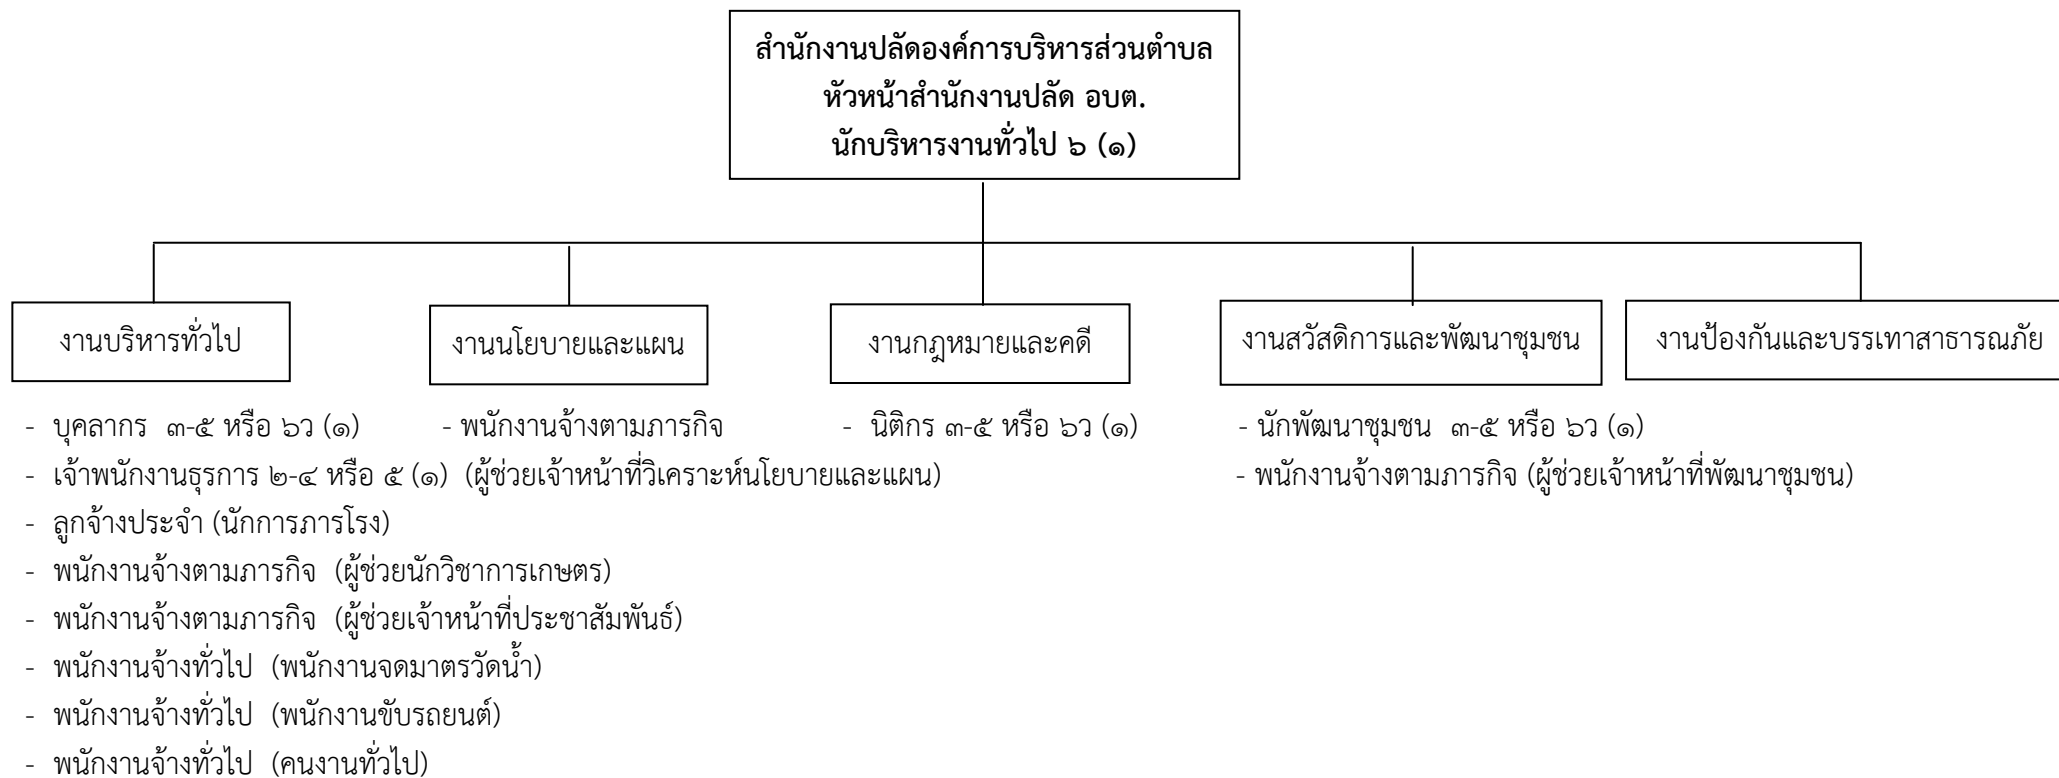 สำนักงานปลัดองค์การบริหารส่วนตำบล
หัวหน้าสำนักงานปลัด อบต.
นักบริหารงานทั่วไป ๖ (๑)
งานบริหารทั่วไป
งานนโยบายและแผน
งานกฎหมายและคดี
งานสวัสดิการและพัฒนาชุมชน
งานป้องกันและบรรเทาสาธารณภัย
- บุคลากร ๓-๕ หรือ ๖ว (๑) - พนักงานจ้างตามภารกิจ - นิติกร ๓-๕ หรือ ๖ว (๑) - นักพัฒนาชุมชน ๓-๕ หรือ ๖ว (๑)
- เจ้าพนักงานธุรการ ๒-๔ หรือ ๕ (๑) (ผู้ช่วยเจ้าหน้าที่วิเคราะห์นโยบายและแผน) - พนักงานจ้างตามภารกิจ (ผู้ช่วยเจ้าหน้าที่พัฒนาชุมชน)
- ลูกจ้างประจำ (นักการภารโรง)
- พนักงานจ้างตามภารกิจ (ผู้ช่วยนักวิชาการเกษตร)
- พนักงานจ้างตามภารกิจ (ผู้ช่วยเจ้าหน้าที่ประชาสัมพันธ์)
- พนักงานจ้างทั่วไป (พนักงานจดมาตรวัดน้ำ)
- พนักงานจ้างทั่วไป (พนักงานขับรถยนต์)
- พนักงานจ้างทั่วไป (คนงานทั่วไป)